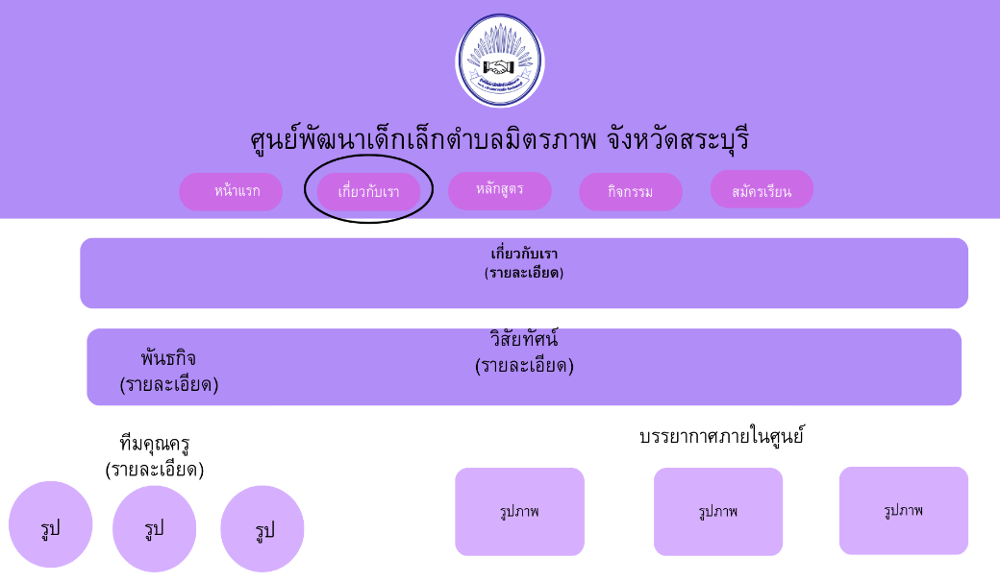 ศูนย์พัฒนาเด็กเล็กตำบลมิตรภาพ จังหวัดสระบุรี
หน้าแรก
เกี่ยวกับเรา
หลักสูตร
กิจกรรม
สมัครเรียน
เกี่ยวกับเรา
(รายละเอียด)
วิสัยทัศน์
(รายละเอียด)
พันธกิจ
(รายละเอียด)
ทีมคุณครู
(รายละเอียด)
รูป
รูป
รูป
บรรยากาศภายในศูนย์
รูปภาพ
รูปภาพ
รูปภาพ